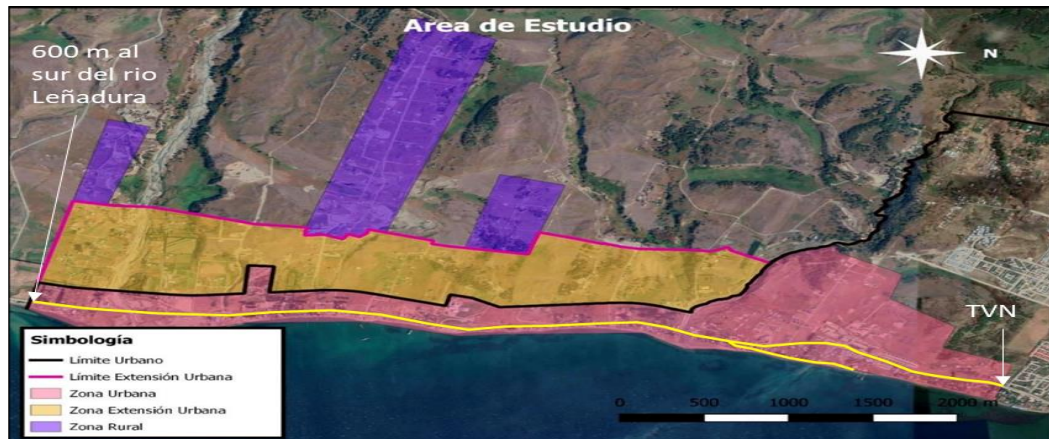 Area de Estudio
600 m al
sur del rio
Leñadura
N
TVN
Simbología
Límite Urbano
Límite Extensión Urbana
Zona Urbana
Zona Extensión Urbana
Zona Rural
0 500 1000 1500 2000 m